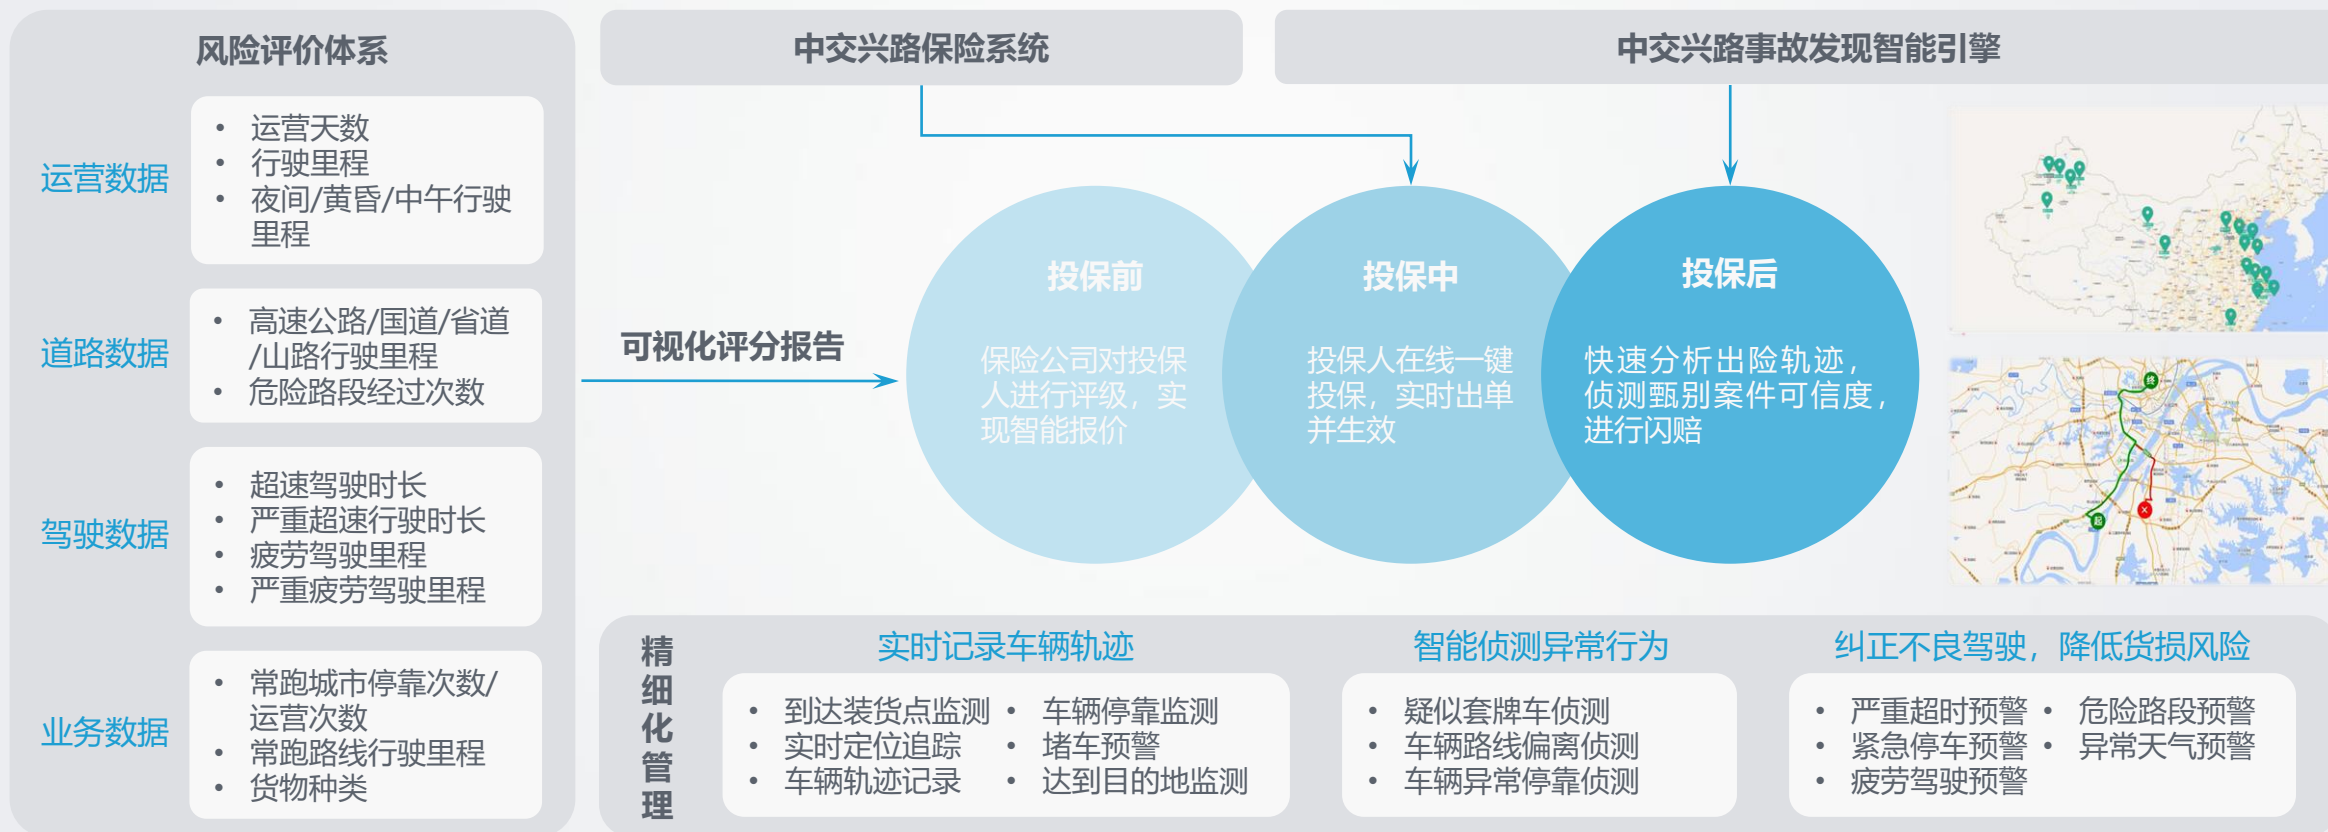 风险评价体系
运营数据
• 运营天数
• 行驶里程
• 夜间/黄昏/中午行驶
里程
道路数据
• 高速公路/国道/省道
/山路行驶里程
• 危险路段经过次数
驾驶数据
• 超速驾驶时长
• 严重超速行驶时长
• 疲劳驾驶里程
• 严重疲劳驾驶里程
业务数据
• 常跑城市停靠次数/
运营次数
• 常跑路线行驶里程
• 货物种类
中交兴路保险系统
中交兴路事故发现智能引擎
可视化评分报告
投保前
保险公司对投保
人进行评级，实
现智能报价
投保中
投保人在线一键
投保，实时出单
并生效
投保后
快速分析出险轨迹，
侦测甄别案件可信度，
进行闪赔
终
起
精细化管理
实时记录车辆轨迹
• 到达装货点监测
• 实时定位追踪
• 车辆轨迹记录
• 车辆停靠监测
• 堵车预警
• 达到目的地监测
智能侦测异常行为
• 疑似套牌车侦测
• 车辆路线偏离侦测
• 车辆异常停靠侦测
纠正不良驾驶，降低货损风险
• 严重超时预警
• 紧急停车预警
• 疲劳驾驶预警
• 危险路段预警
• 异常天气预警